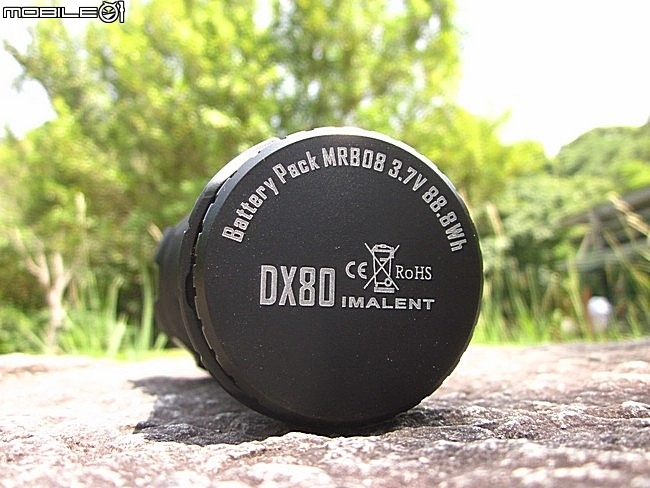 MOBILE01
Battery Pack MRB08 3.7V 88.8Wh
DX80 CE RoHS
IMALENT